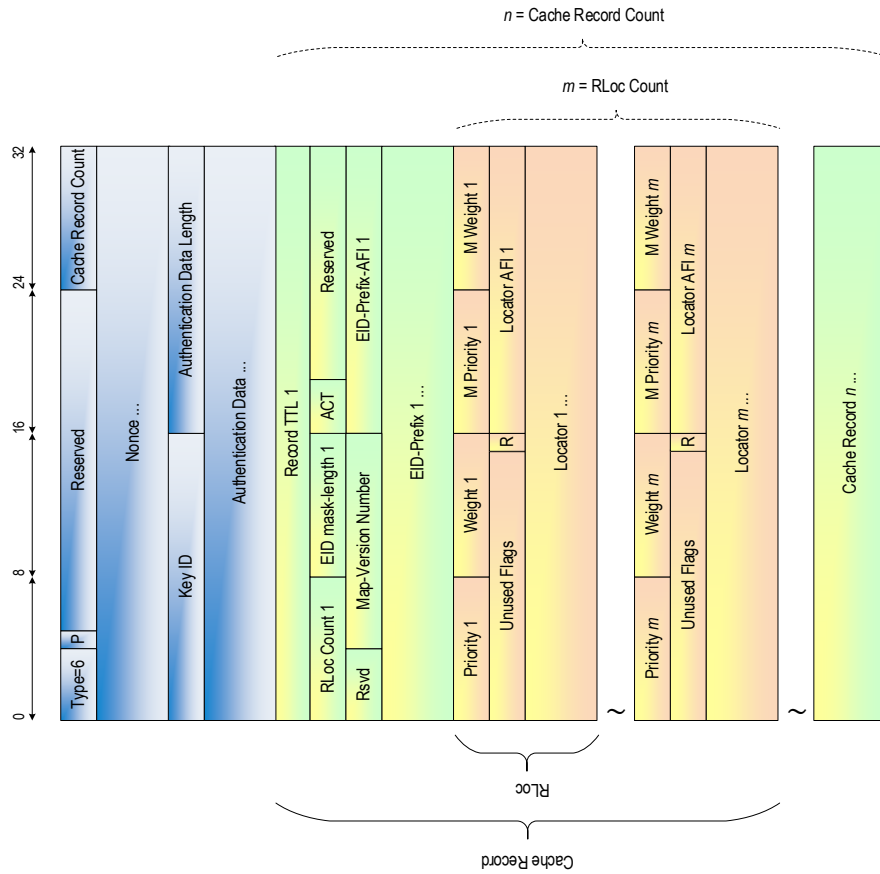 0 8 16 24 32
Type=6 P Reserved Cache Record Count
Nonce ...
Key ID Authentication Data Length
Authentication Data ...
Record TTL 1
RLoc Count 1 EID mask-length 1 ACT Reserved
Rsvd Map-Version Number EID-Prefix-AFI 1
EID-Prefix 1 ...
Priority 1 Weight 1 M Priority 1 M Weight 1
Unused Flags R Locator AFI 1
Locator 1 ...
~
Priority m Weight m M Priority m M Weight m
Unused Flags R Locator AFI m
Locator m ...
~
Cache Record n ...
RLoc
Cache Record
m = RLoc Count
n = Cache Record Count